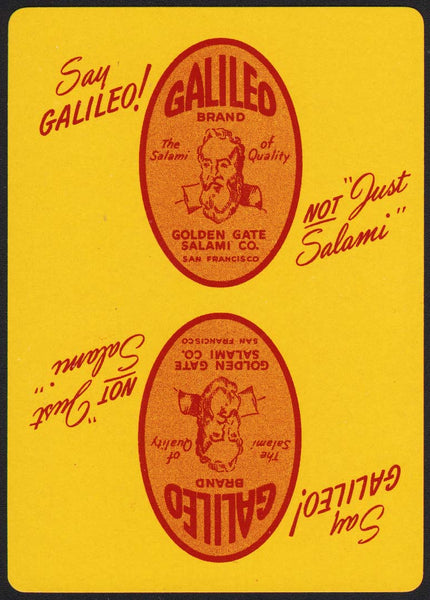 Say
GALILEO!
GALILEO
BRAND
The of
Salami Quality
GOLDEN GATE
SALAMI CO.
SAN FRANCISCO
NOT "Just
Salami"
Say
GALILEO!
GALILEO
BRAND
The of
Salami Quality
GOLDEN GATE
SALAMI CO.
SAN FRANCISCO
NOT "Just
Salami"